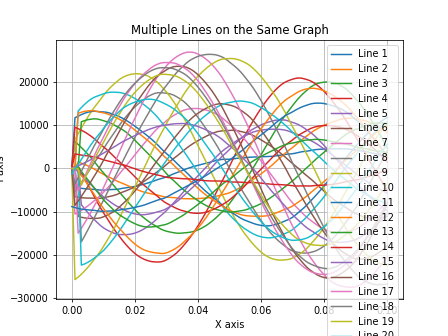 Multiple Lines on the Same Graph
20000
10000
0
−10000
−20000
−30000
0.00
0.02
0.04
0.06
X axis
Line 1
Line 2
Line 3
Line 4
Line 5
Line 6
Line 7
Line 8
Line 9
Line 10
Line 11
Line 12
Line 13
Line 14
Line 15
Line 16
Line 17
Line 18
Line 19
Line 20